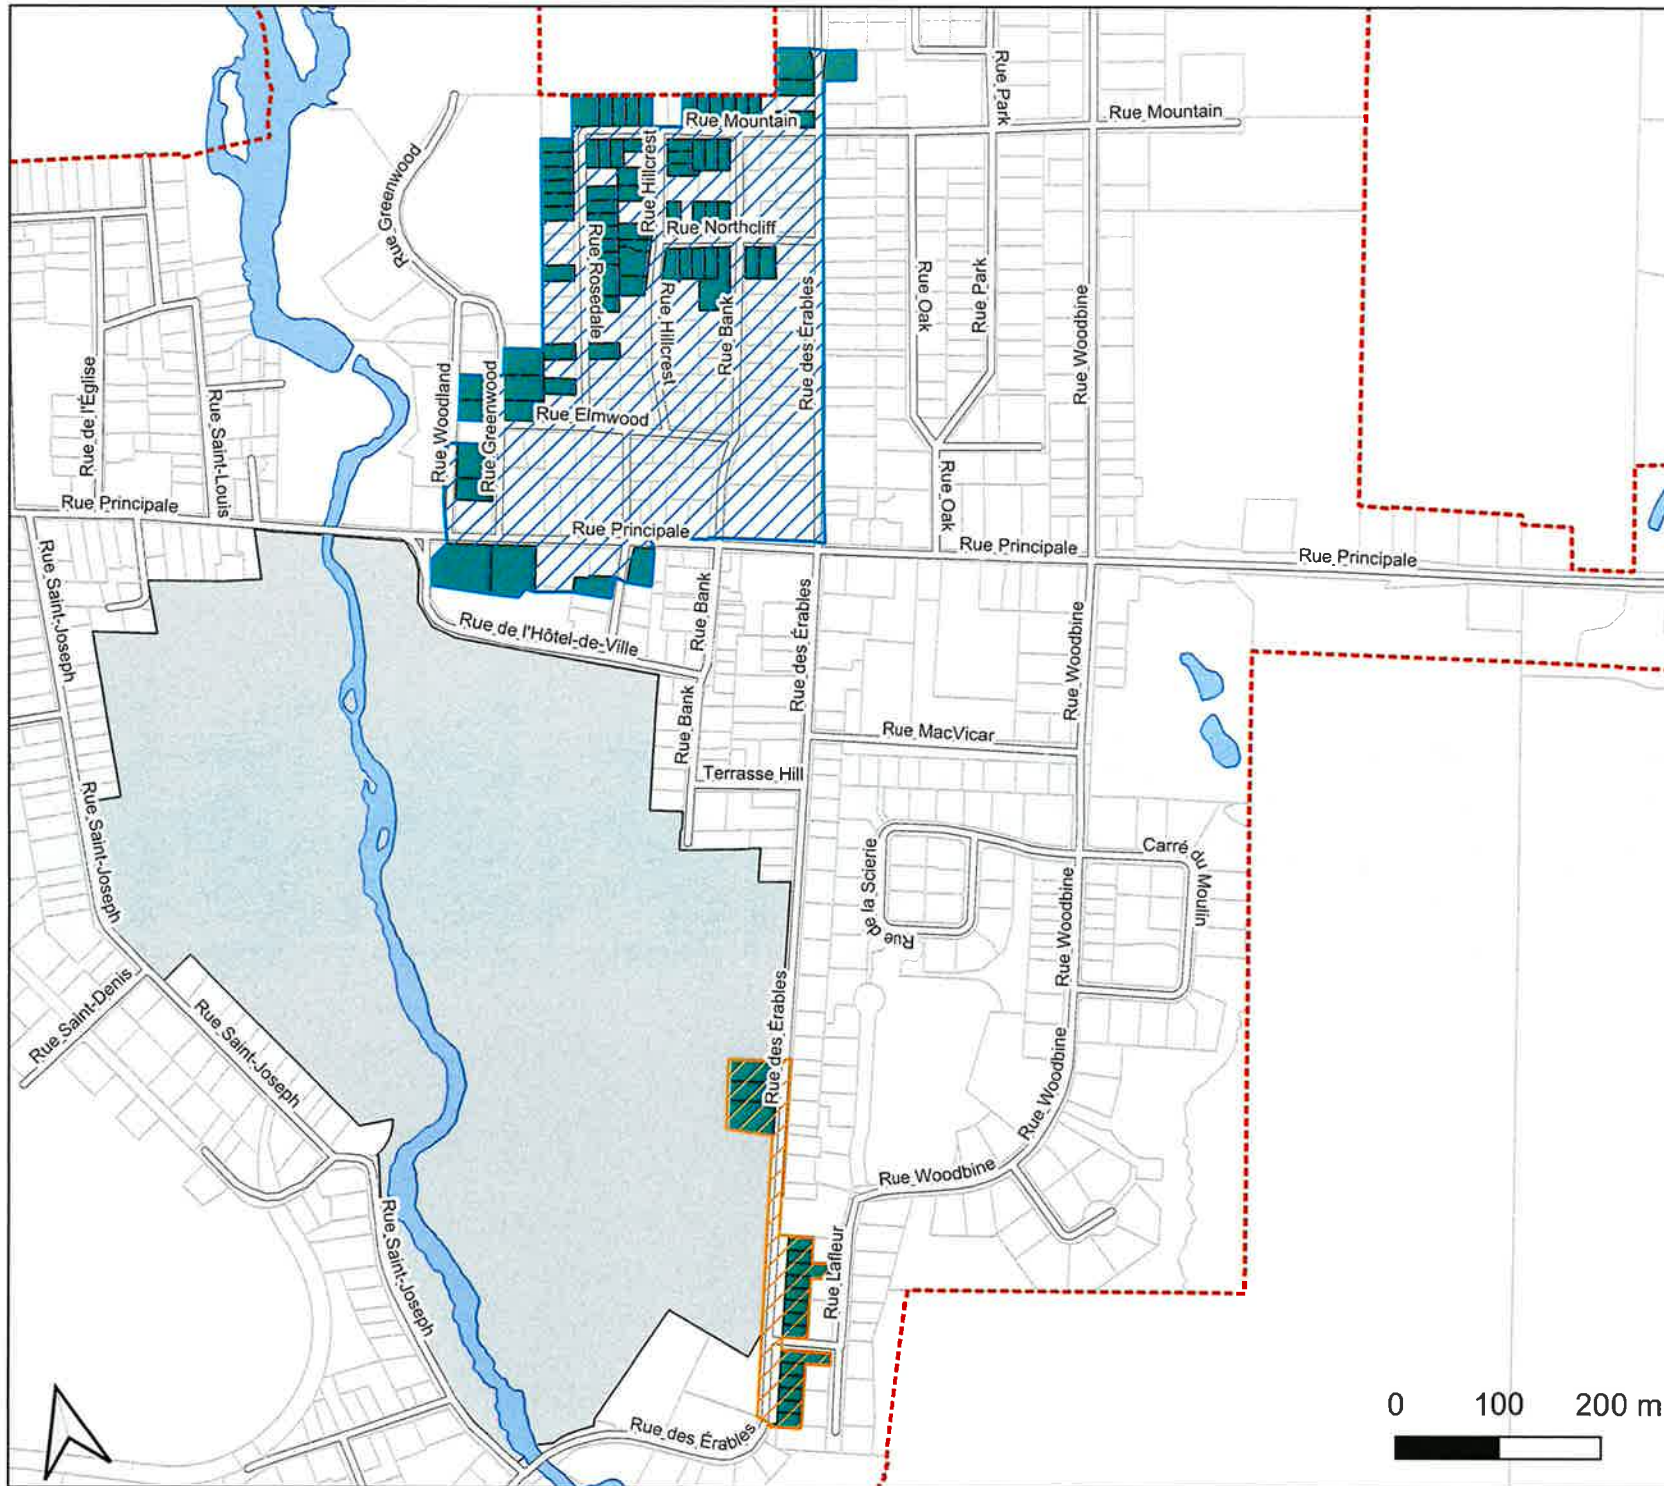 Rue Park
Rue Mountain
Rue Mountain
Rue Greenwood
Rue Hillcrest
Rue Northcliff
Rue Rosedale
Rue Hillcrest
Rue Bank
Rue des Érables
Rue Oak
Rue Park
Rue Woodbine
Rue de l'Église
Rue Saint-Louis
Rue Woodland
Rue Greenwood
Rue Elmwood
Rue Oak
Rue Principale
Rue Principale
Rue Principale
Rue Principale
Rue Saint-Joseph
Rue de l'Hôtel-de-Ville
Rue Bank
Rue des Érables
Rue Woodbine
Rue Bank
Rue MacVicar
Terrasse Hill
Rue Saint-Joseph
Rue de la Scierie
Carré du Moulin
Rue
Rue Woodbine
Rue Saint-Denis
Rue Saint-Joseph
Rue des Érables
Rue Woodbine
Rue Woodbine
Rue Saint-Joseph
Rue Lafleur
Rue des Érables
0 100 200 m